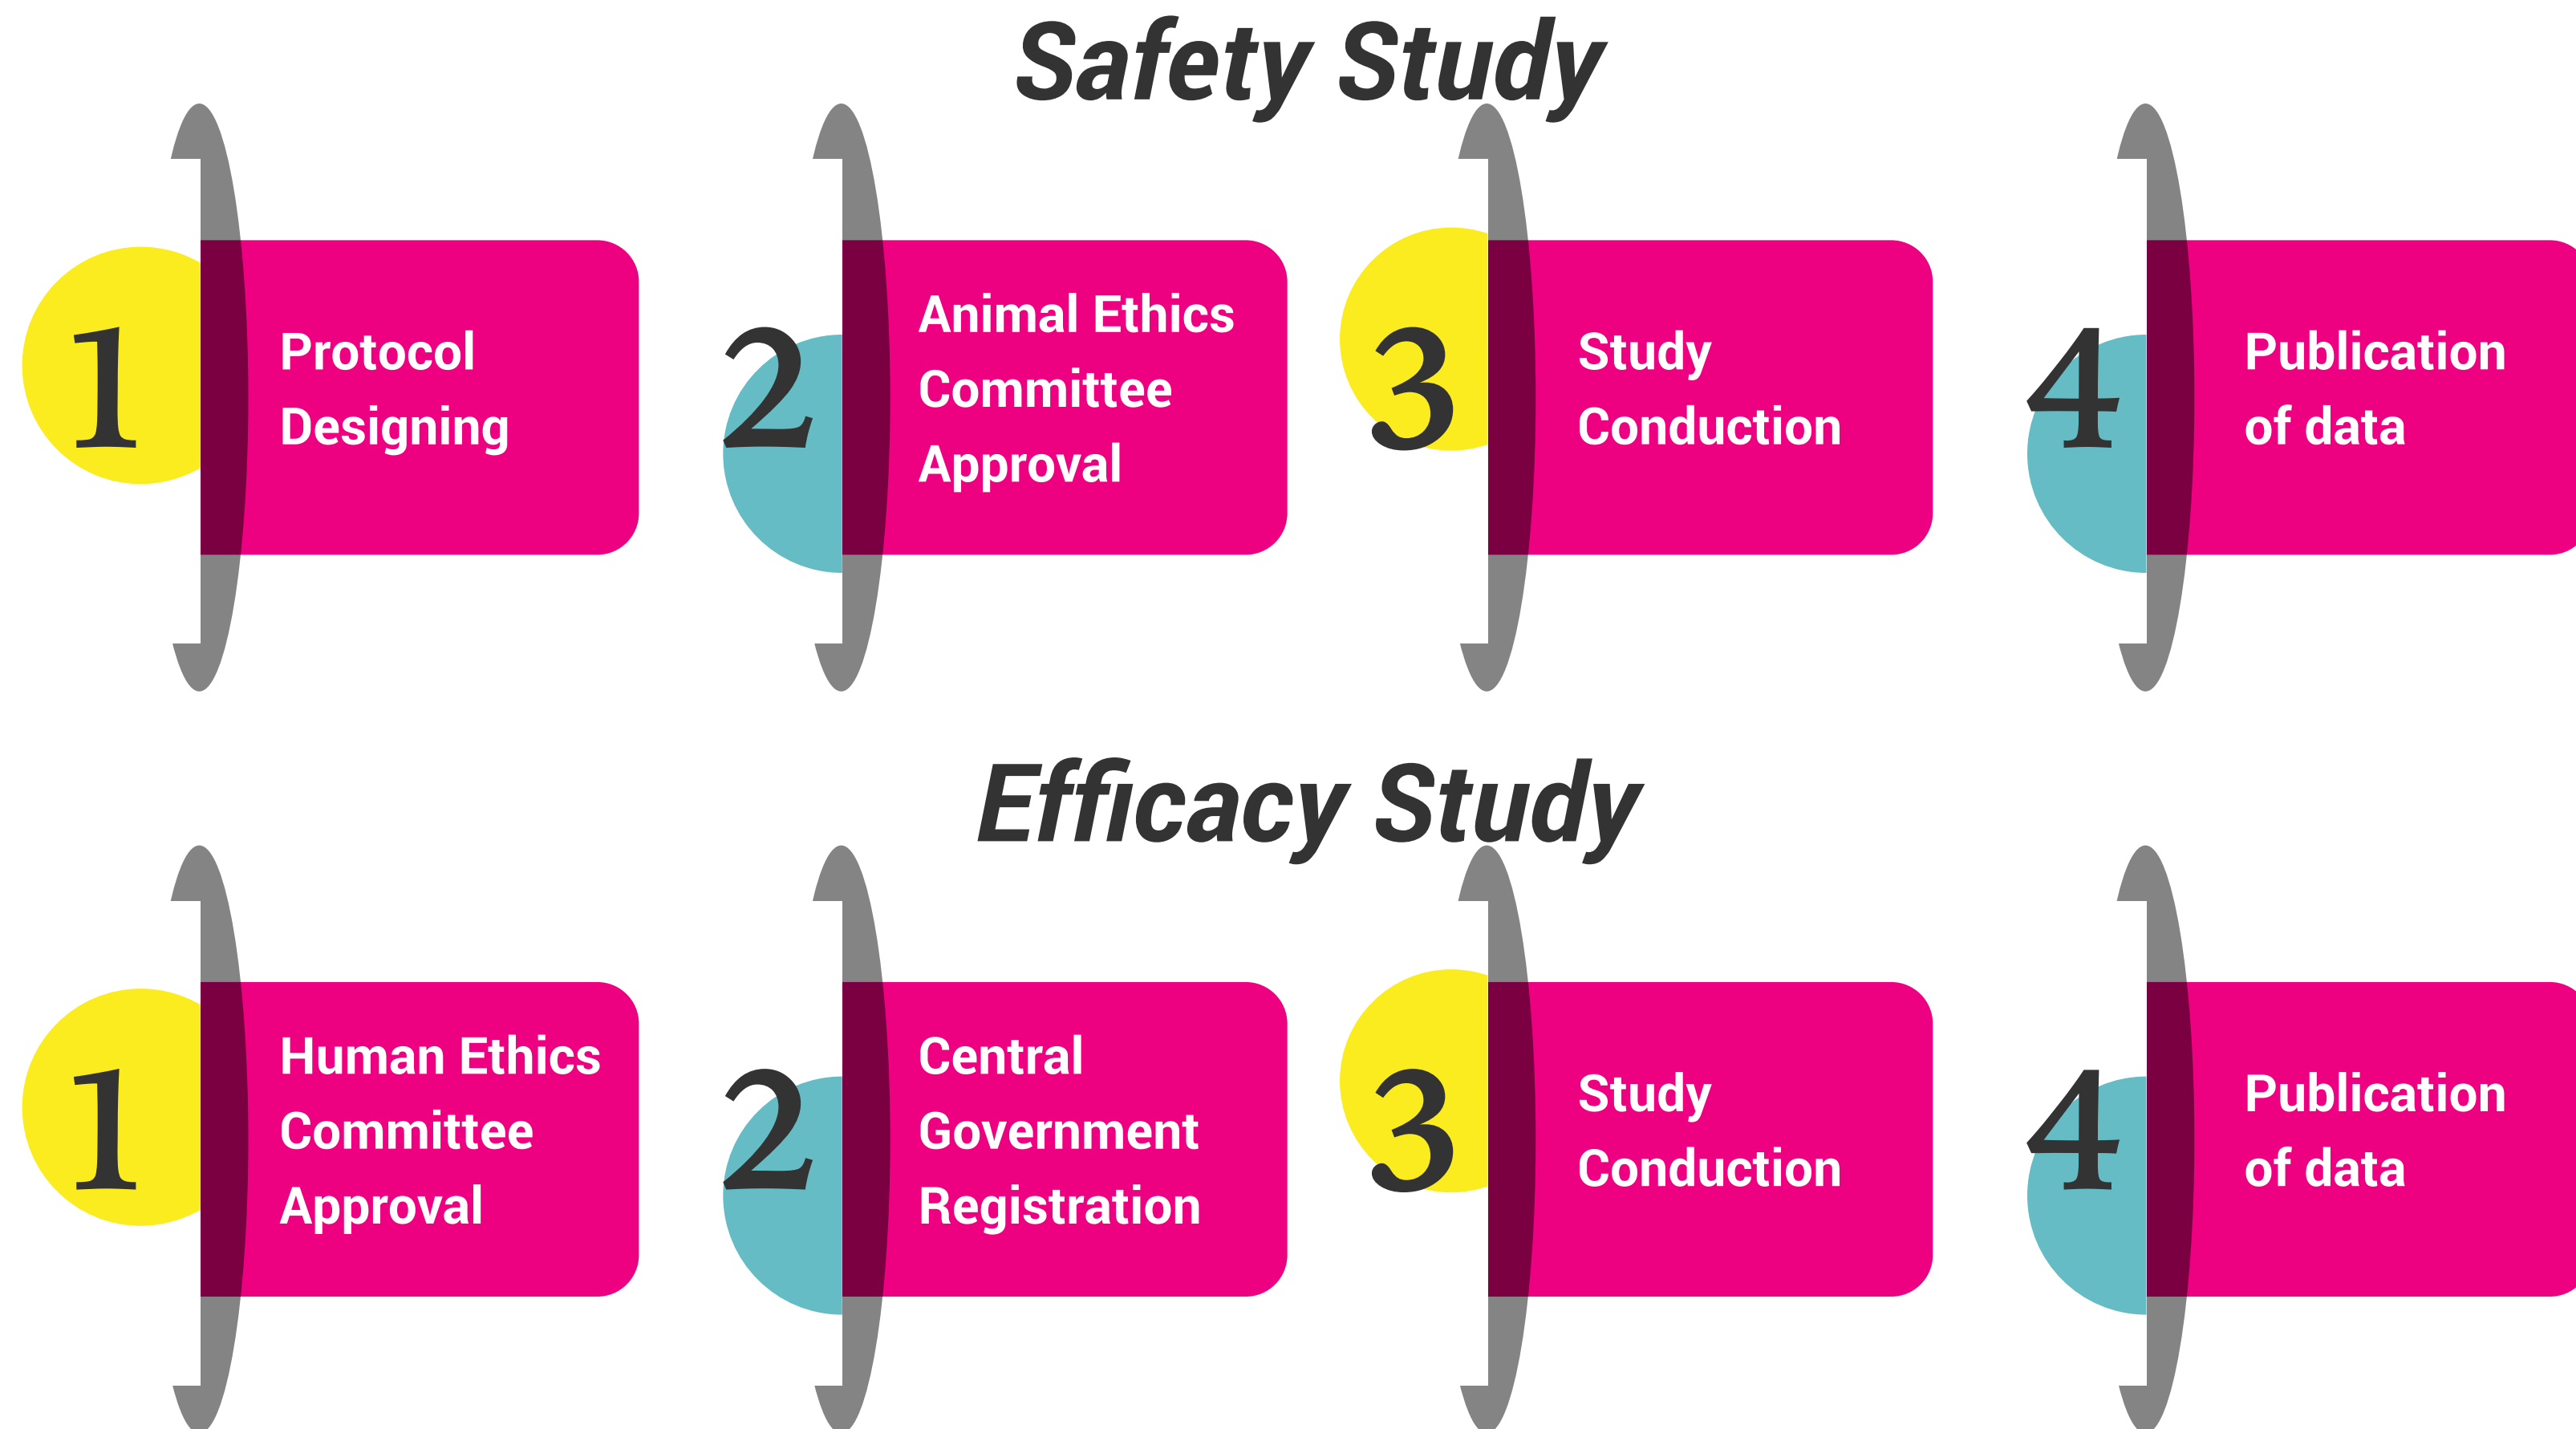 Safety Study
1
Protocol
Designing
2
Animal Ethics
Committee
Approval
3
Study
Conduction
4
Publication
of data
Efficacy Study
1
Human Ethics
Committee
Approval
2
Central
Government
Registration
3
Study
Conduction
4
Publication
of data